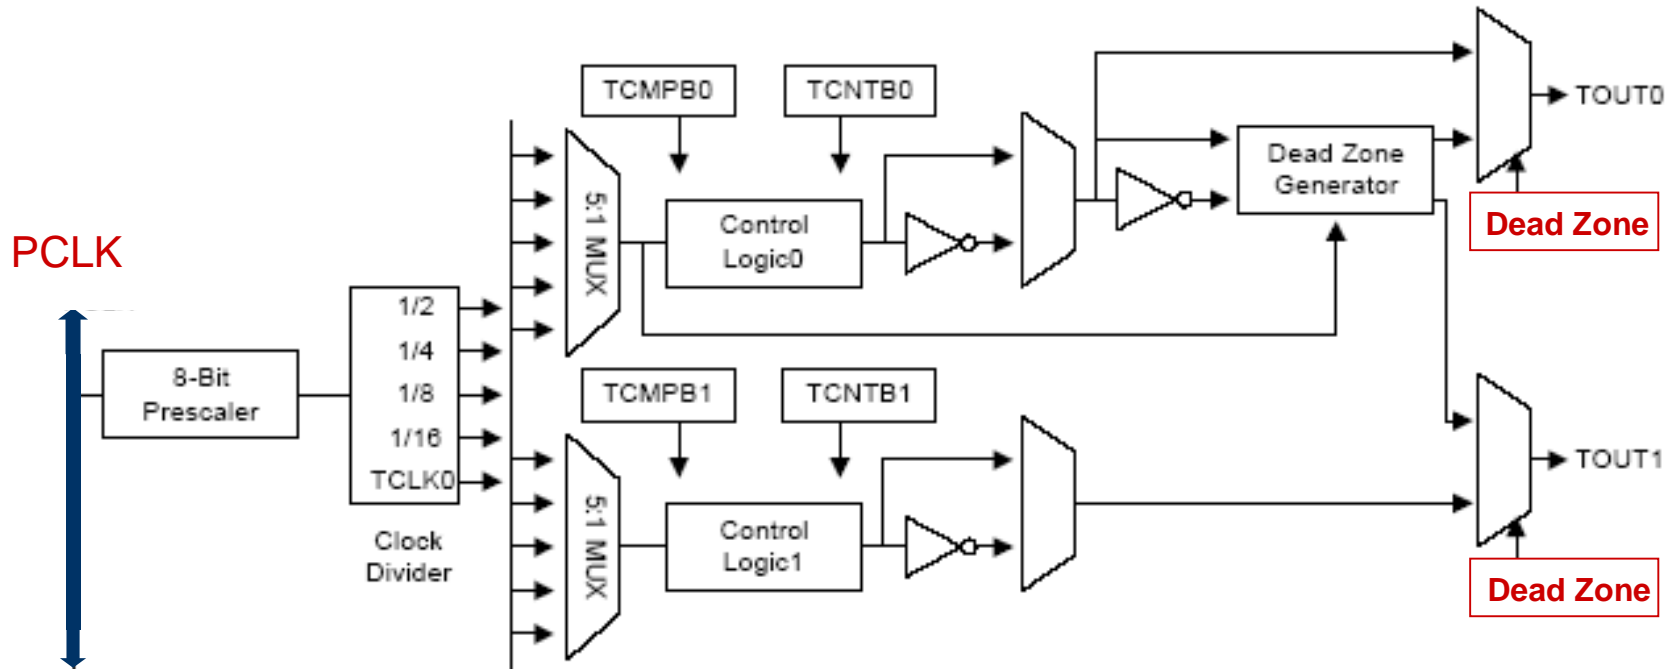 PCLK
8-Bit
Prescaler
1/2
1/4
1/8
1/16
TCLK0
Clock
Divider
5:1 MUX
TCMPB0
TCNTB0
Control
Logic0
Dead Zone
Generator
TOUT0
Dead Zone
5:1 MUX
TCMPB1
TCNTB1
Control
Logic1
TOUT1
Dead Zone